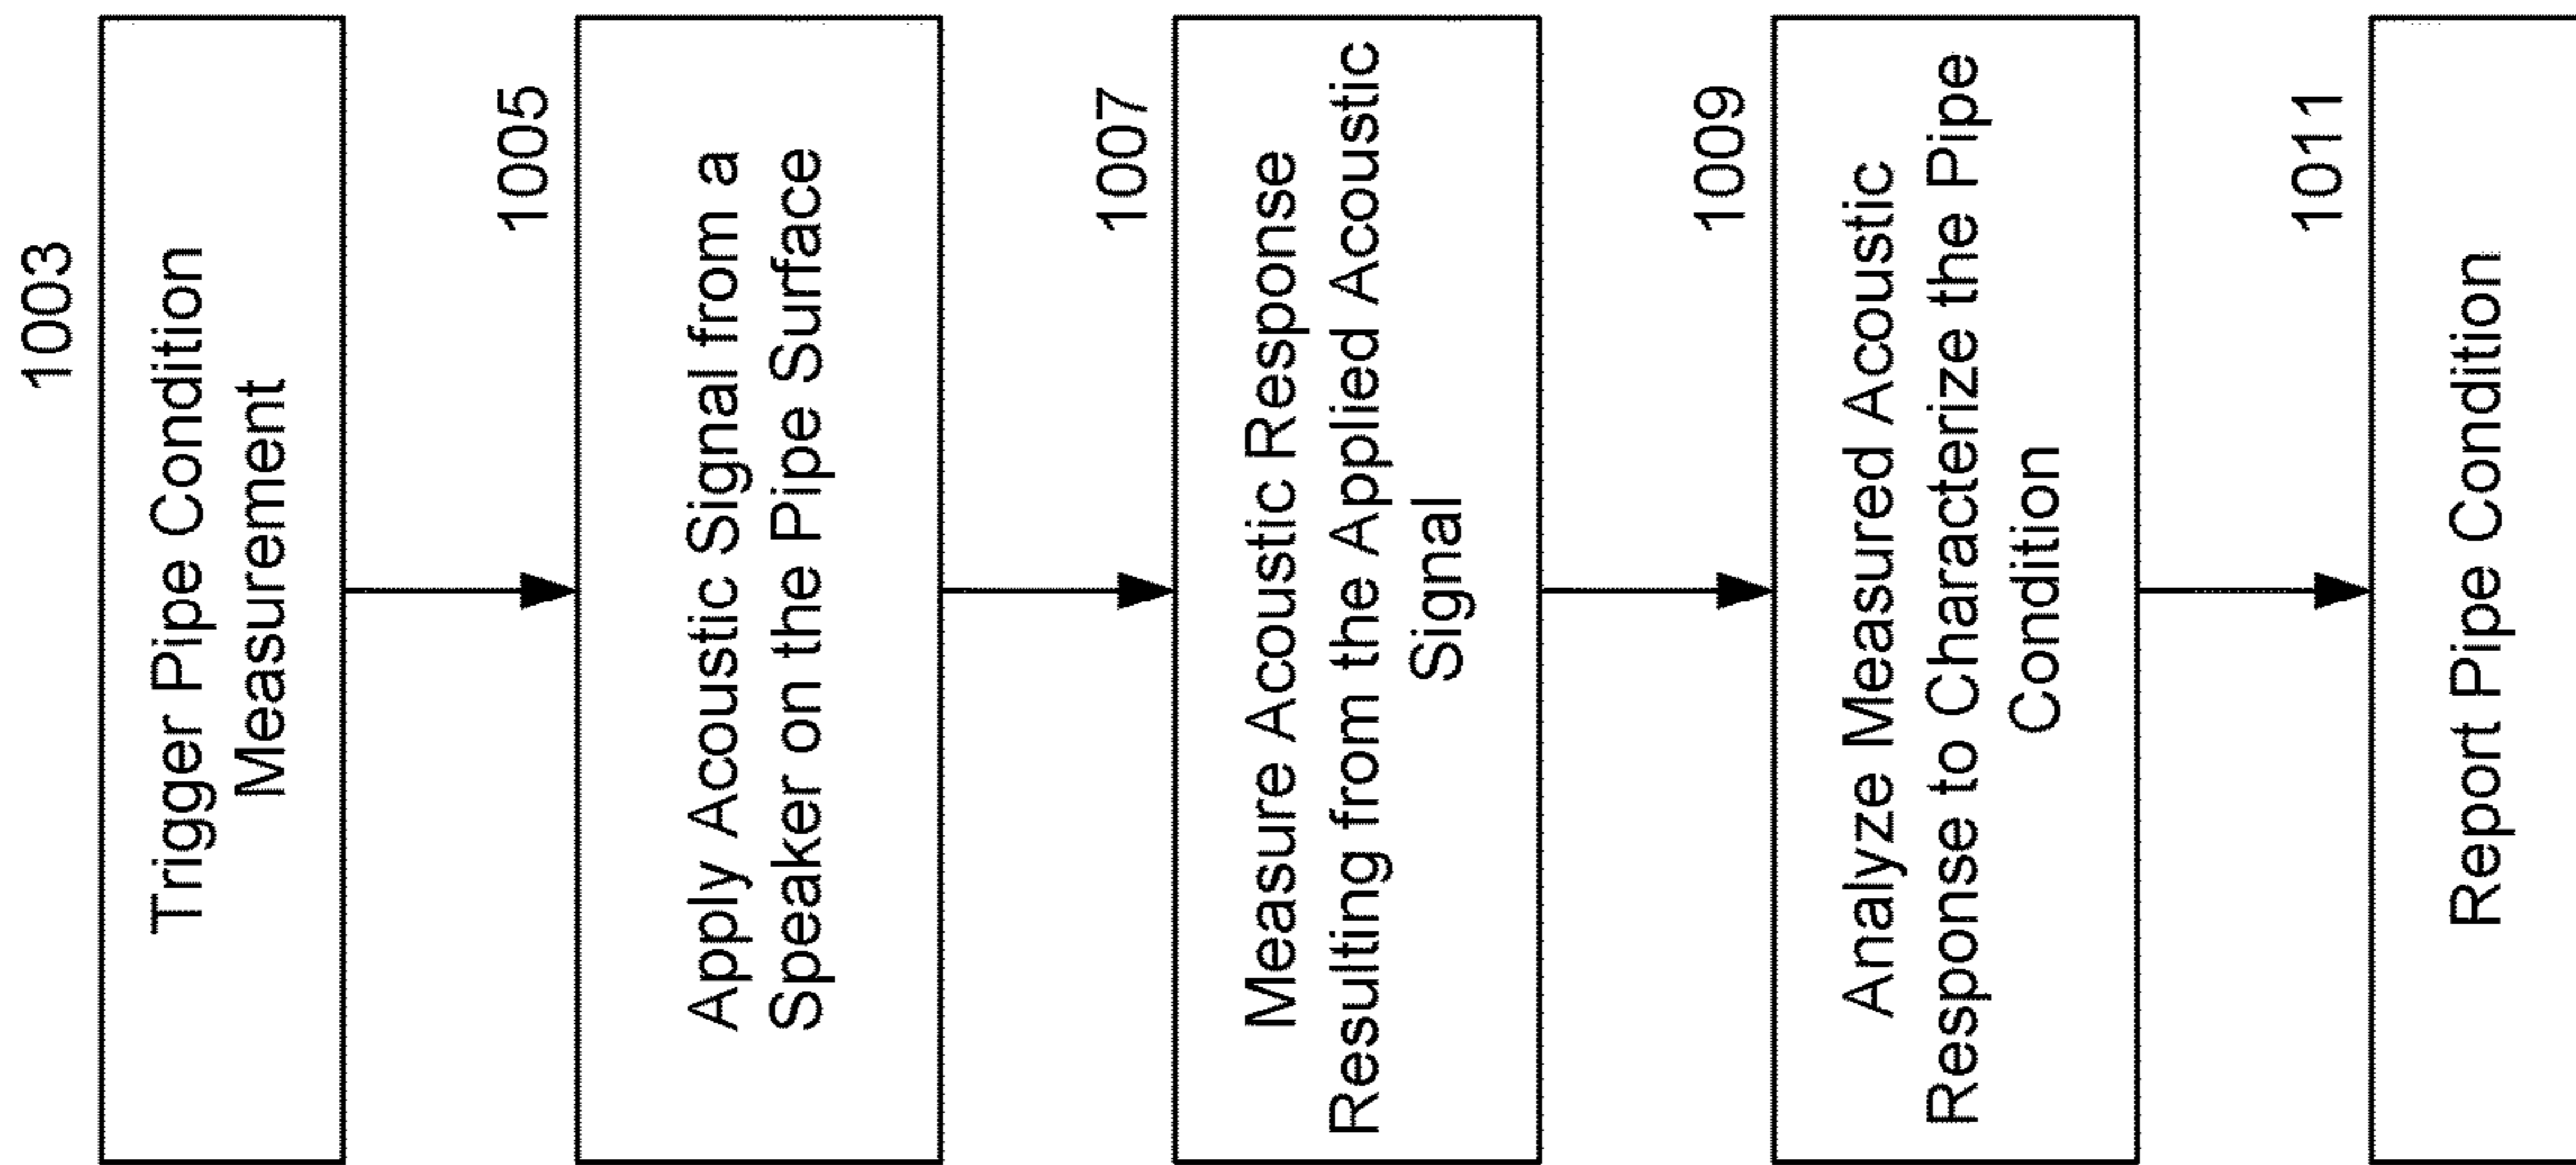 1003
Trigger Pipe Condition
Measurement
1005
Apply Acoustic Signal from a
Speaker on the Pipe Surface
1007
Measure Acoustic Response
Resulting from the Applied Acoustic
Signal
1009
Analyze Measured Acoustic
Response to Characterize the Pipe
Condition
1011
Report Pipe Condition